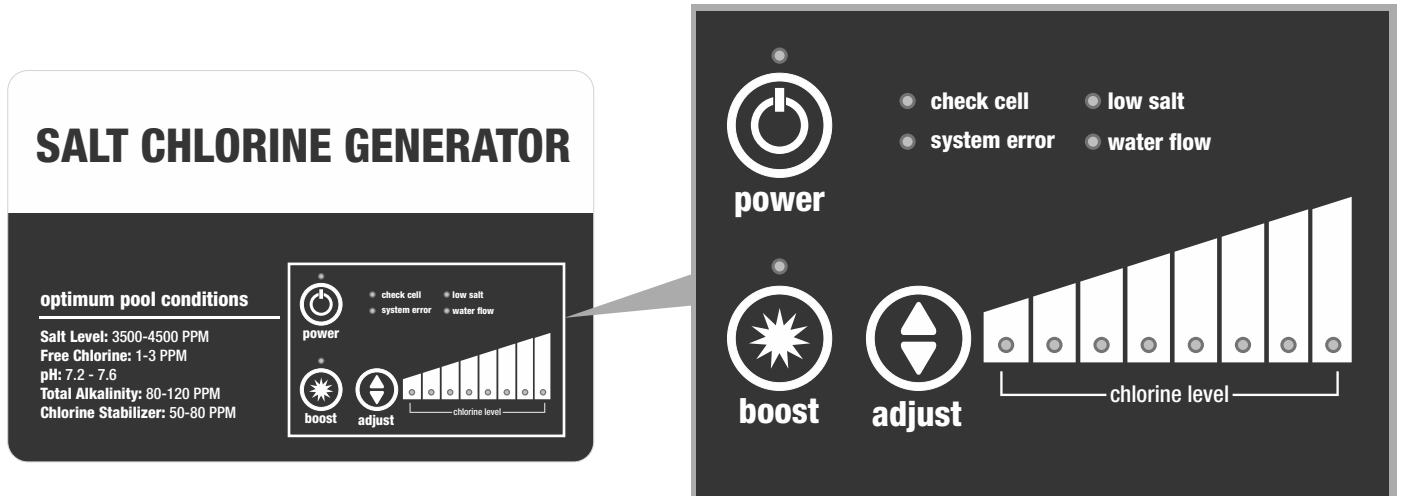 SALT CHLORINE GENERATOR
optimum pool conditions
Salt Level: 3500-4500 PPM
Free Chlorine: 1-3 PPM
pH: 7.2 - 7.6
Total Alkalinity: 80-120 PPM
Chlorine Stabilizer: 50-80 PPM
check cell low salt
system error water flow
power
boost adjust
chlorine level
check cell low salt
system error water flow
power
chlorine level
boost adjust